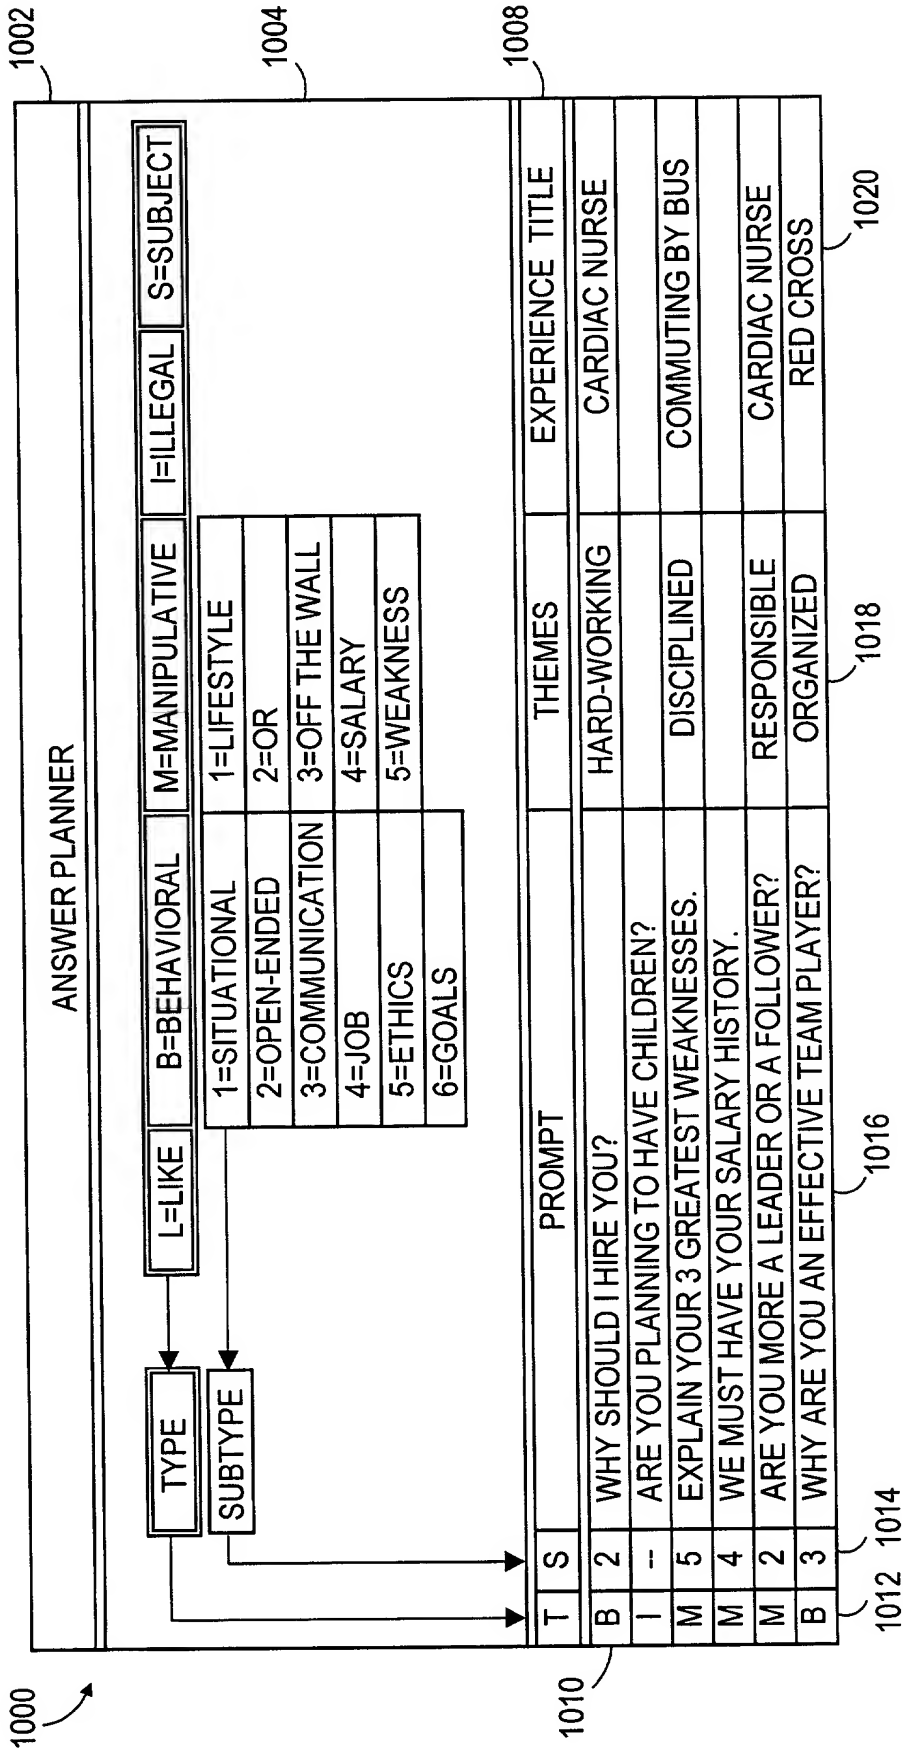 1000
1002
ANSWER PLANNER
1004
TYPE
L=LIKE B=BEHAVIORAL M=MANIPULATIVE I=ILLEGAL S=SUBJECT
SUBTYPE
1=SITUATIONAL 1=LIFESTYLE
2=OPEN-ENDED 2=OR
3=COMMUNICATION 3=OFF THE WALL
4=JOB 4=SALARY
5=ETHICS 5=WEAKNESS
6=GOALS
1008
T S PROMPT THEMES EXPERIENCE TITLE
1010
B 2 WHY SHOULD I HIRE YOU? HARD-WORKING CARDIAC NURSE
I -- ARE YOU PLANNING TO HAVE CHILDREN?
M 5 EXPLAIN YOUR 3 GREATEST WEAKNESSES. DISCIPLINED COMMUTING BY BUS
M 4 WE MUST HAVE YOUR SALARY HISTORY.
M 2 ARE YOU MORE A LEADER OR A FOLLOWER? RESPONSIBLE CARDIAC NURSE
B 3 WHY ARE YOU AN EFFECTIVE TEAM PLAYER? ORGANIZED RED CROSS
1012 1014 1016 1018 1020